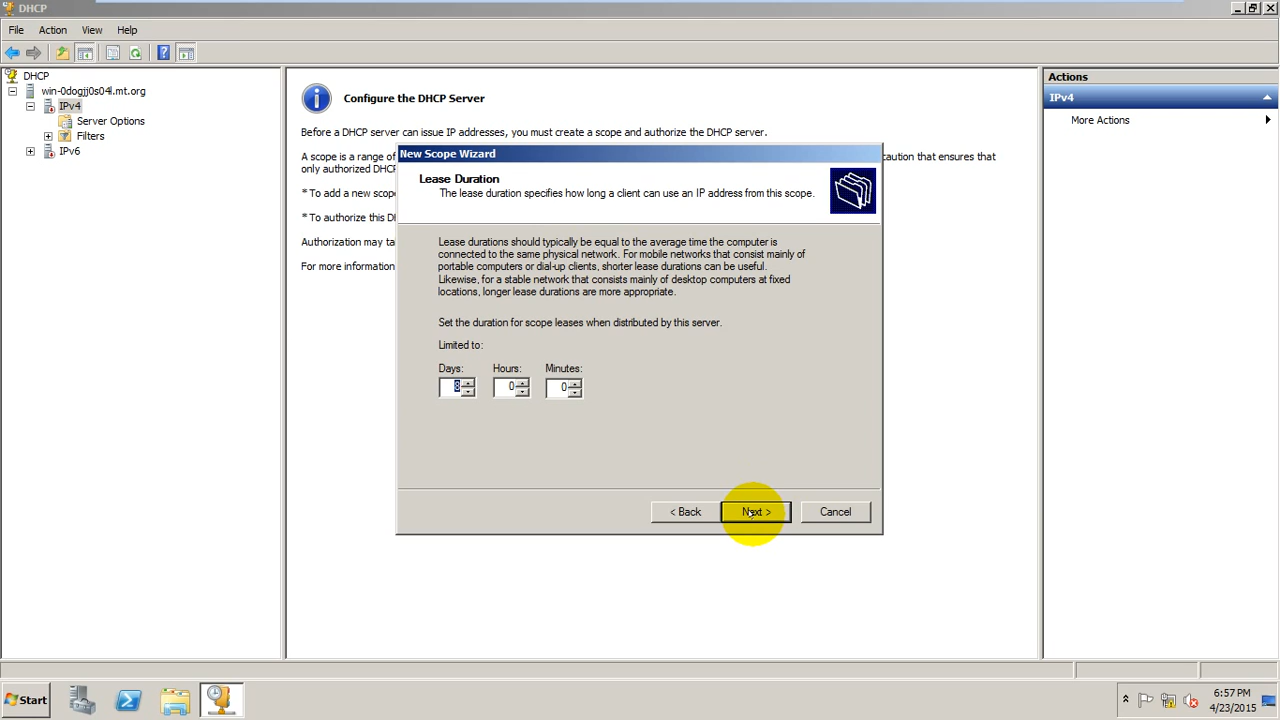 DHCP
File Action View Help
DHCP
win-0dogjj0s04l.mt.org
IPv4
Server Options
Filters
IPv6
Configure the DHCP Server
Before a DHCP server can issue IP addresses, you must create a scope and authorize the DHCP server.
A scope is a range of
caution that ensures that
only authorized DHC
* To add a new scop
* To authorize this D
Authorization may ta
For more information
New Scope Wizard
Lease Duration
The lease duration specifies how long a client can use an IP address from this scope.
Lease durations should typically be equal to the average time the computer is
connected to the same physical network. For mobile networks that consist mainly of
portable computers or dial-up clients, shorter lease durations can be useful.
Likewise, for a stable network that consists mainly of desktop computers at fixed
locations, longer lease durations are more appropriate.
Set the duration for scope leases when distributed by this server.
Limited to:
Days: Hours: Minutes:
8 0 0
< Back Next > Cancel
Actions
IPv4
More Actions
Start
6:57 PM
4/23/2015